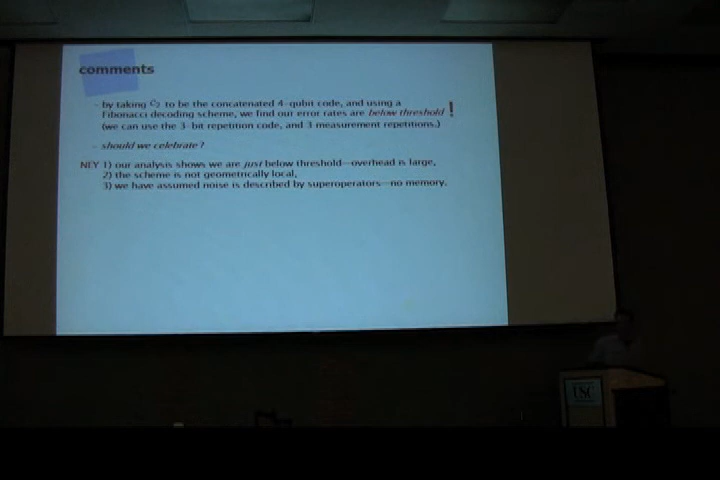 comments
- by taking C₂ to be the concatenated 4-qubit code, and using a
Fibonacci decoding scheme, we find our error rates are below threshold !
(we can use the 3-bit repetition code, and 3 measurement repetitions.)
- should we celebrate?
NEY 1) our analysis shows we are just below threshold—overhead is large,
2) the scheme is not geometrically local,
3) we have assumed noise is described by superoperators—no memory.
USC